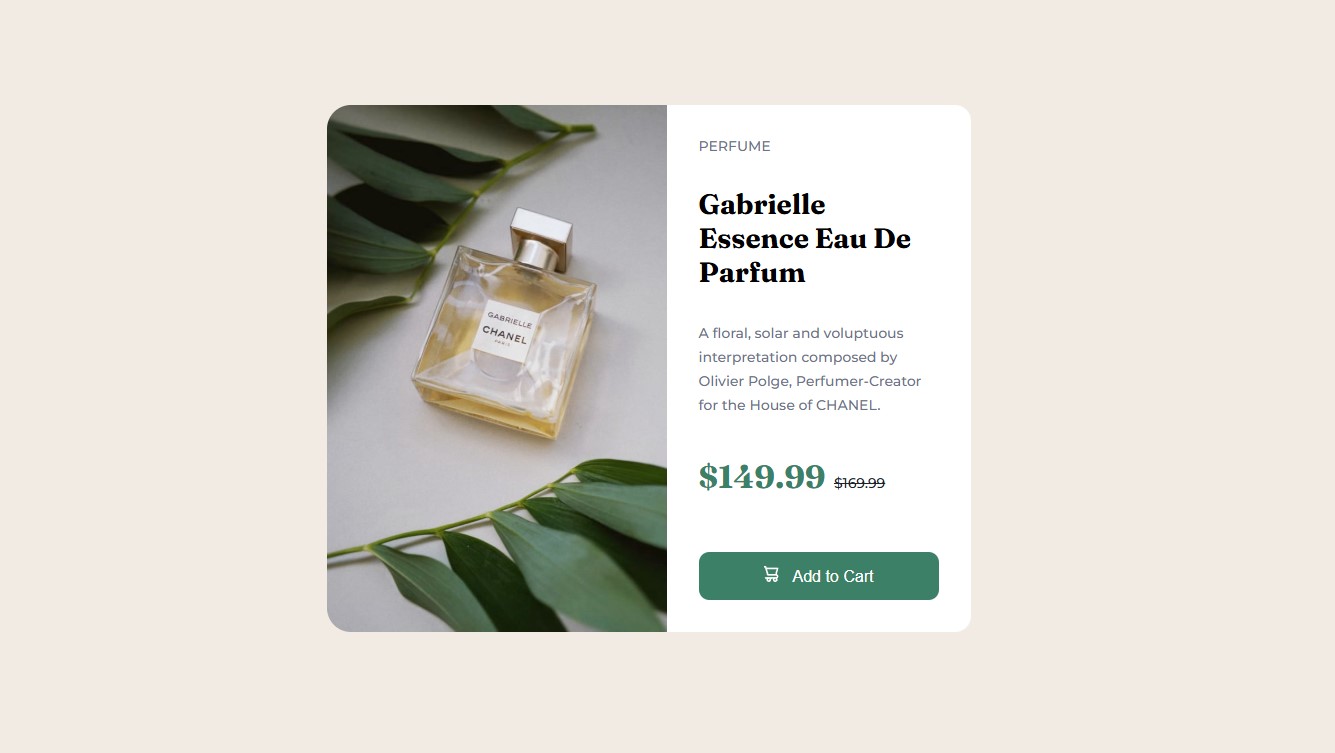 GABRIELLE
CHANEL
PARIS
PERFUME
Gabrielle
Essence Eau De
Parfum
A floral, solar and voluptuous
interpretation composed by
Olivier Polge, Perfumer-Creator
for the House of CHANEL.
$149.99 $169.99
Add to Cart